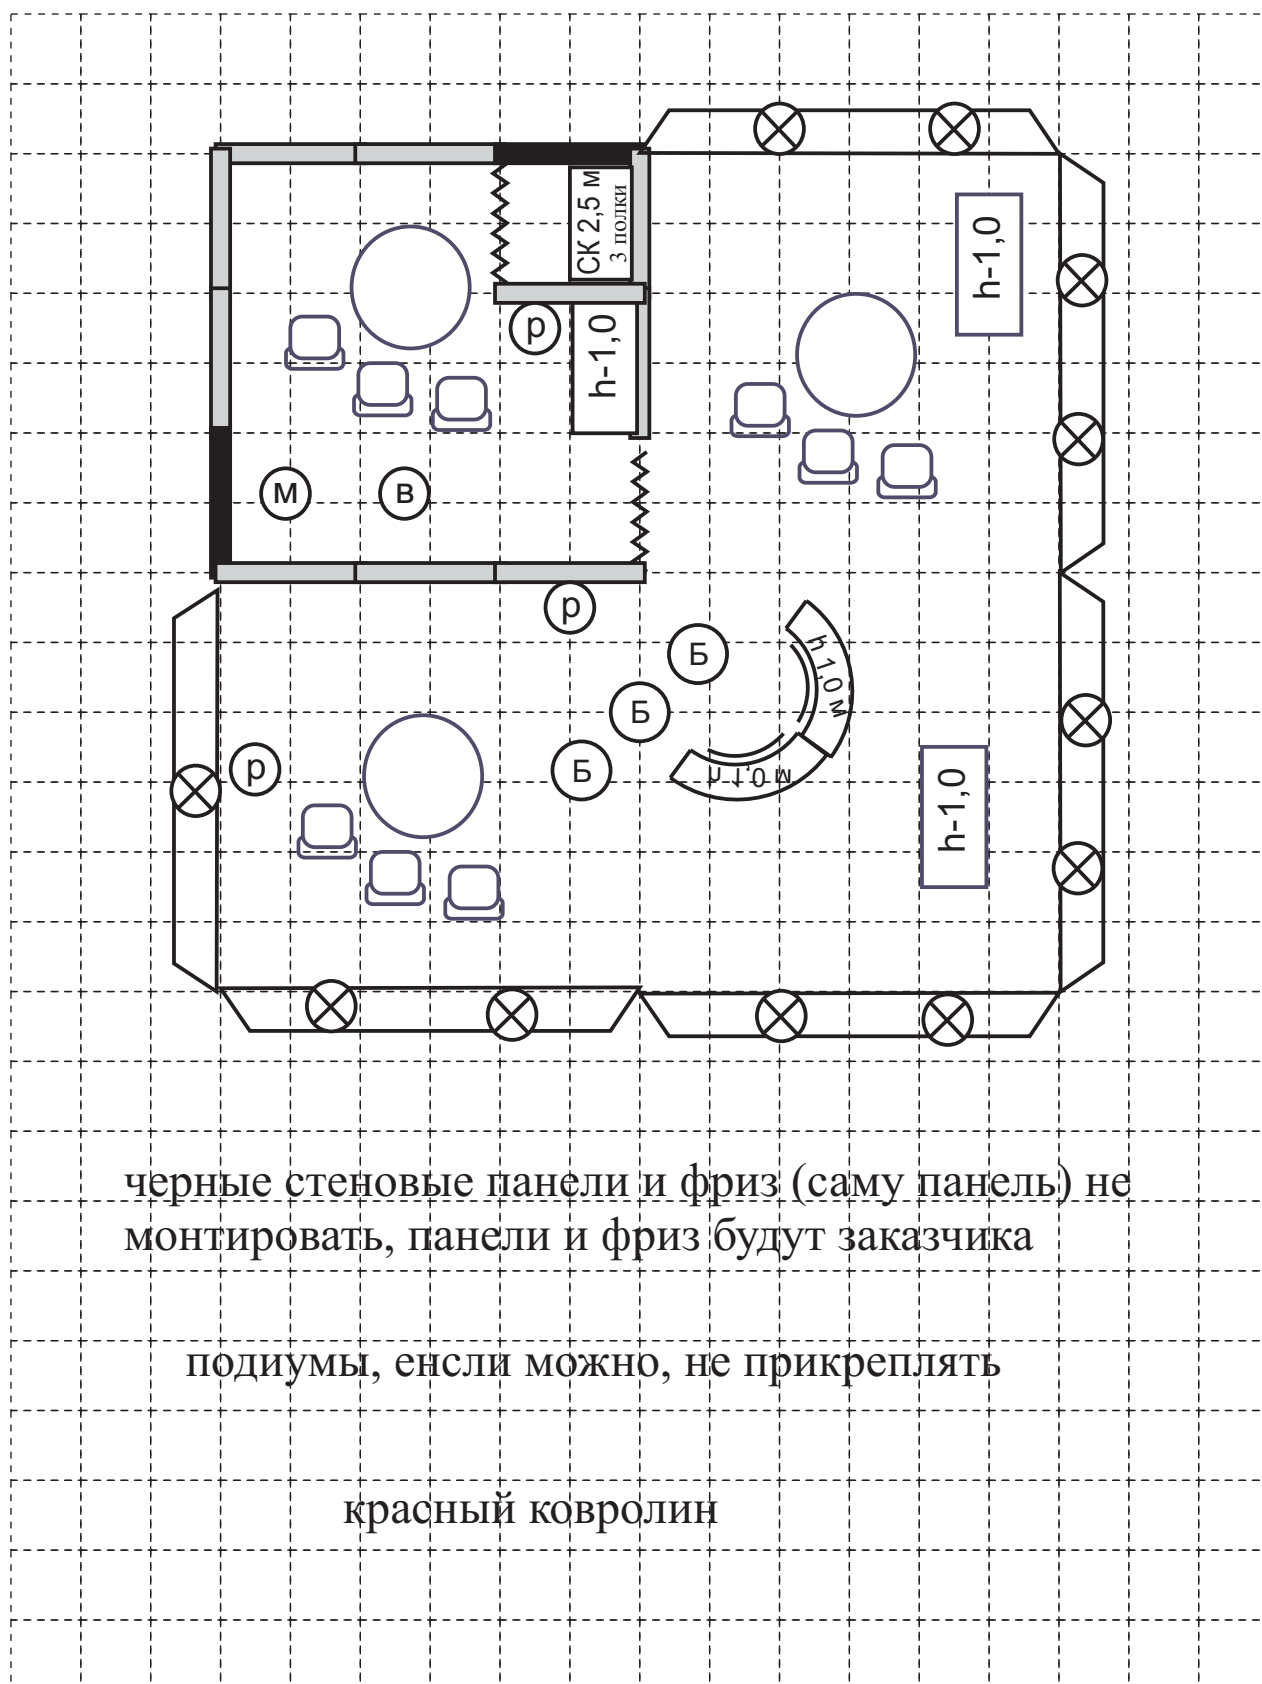 СК 2,5 м
3 полки
h-1,0
р
h-1,0
м
в
р
Б
h 1,0 м
Б
р
Б
h 1,0 м
h-1,0
черные стеновые панели и фриз (саму панель) не
монтировать, панели и фриз будут заказчика
подиумы, енсли можно, не прикреплять
красный ковролин